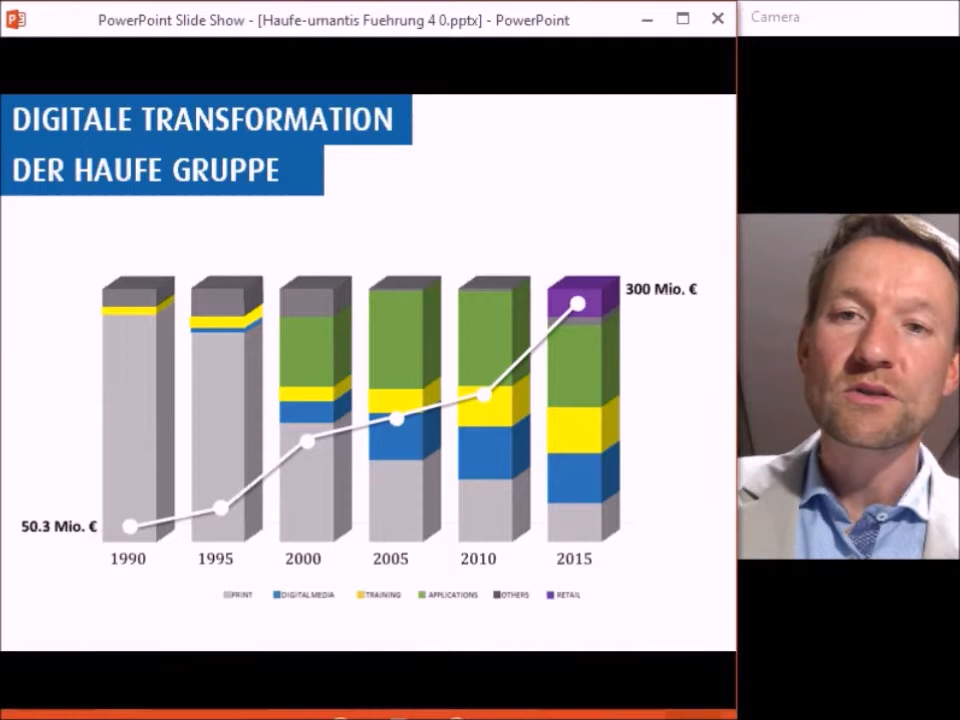 PowerPoint Slide Show - [Haufe-umantis Fuehrung 4 0.pptx] - PowerPoint
Camera
DIGITALE TRANSFORMATION
DER HAUFE GRUPPE
300 Mio. €
50.3 Mio. €
1990 1995 2000 2005 2010 2015
PRINT DIGITAL MEDIA TRAINING APPLICATIONS OTHERS RETAIL